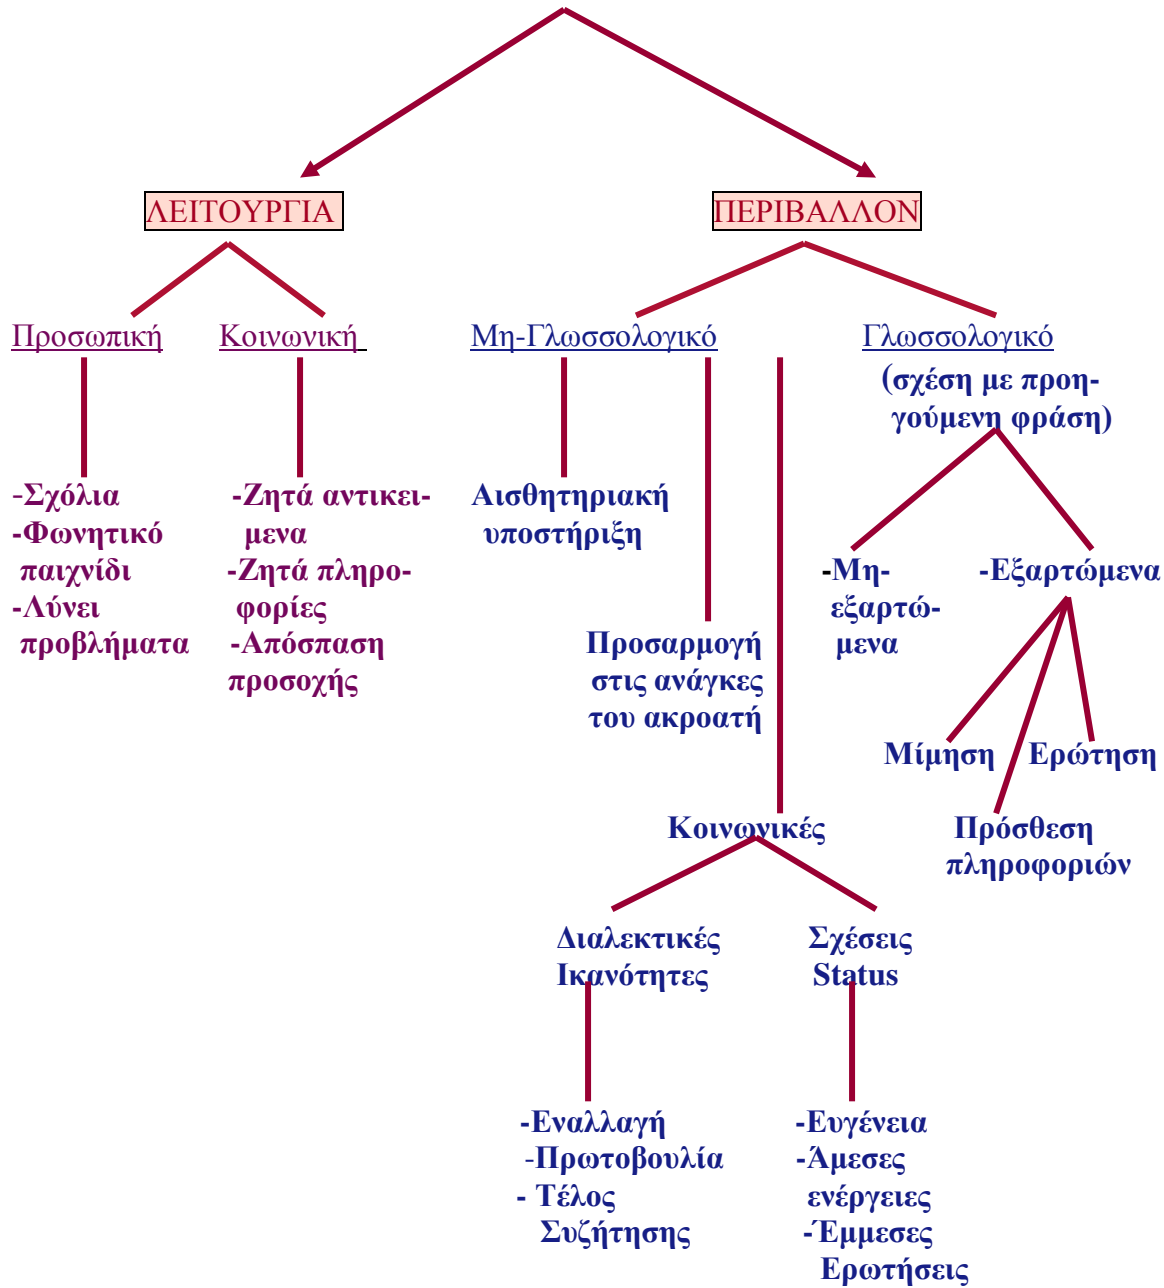 ΛΕΙΤΟΥΡΓΙΑ
ΠΕΡΙΒΑΛΛΟΝ
Προσωπική
Κοινωνική
Μη-Γλωσσολογικό
Γλωσσολογικό
(σχέση με προη-
γούμενη φράση)
-Σχόλια
-Φωνητικό
παιχνίδι
-Λύνει
προβλήματα
-Ζητά αντικει-
μενα
-Ζητά πληρο-
φορίες
-Απόσπαση
προσοχής
Αισθητηριακή
υποστήριξη
Προσαρμογή
στις ανάγκες
του ακροατή
-Μη-
εξαρτώ-
μενα
-Εξαρτώμενα
Μίμηση
Ερώτηση
Πρόσθεση
πληροφοριών
Κοινωνικές
Διαλεκτικές
Ικανότητες
Σχέσεις
Status
-Εναλλαγή
-Πρωτοβουλία
- Τέλος
Συζήτησης
-Ευγένεια
-Άμεσες
ενέργειες
-Έμμεσες
Ερωτήσεις